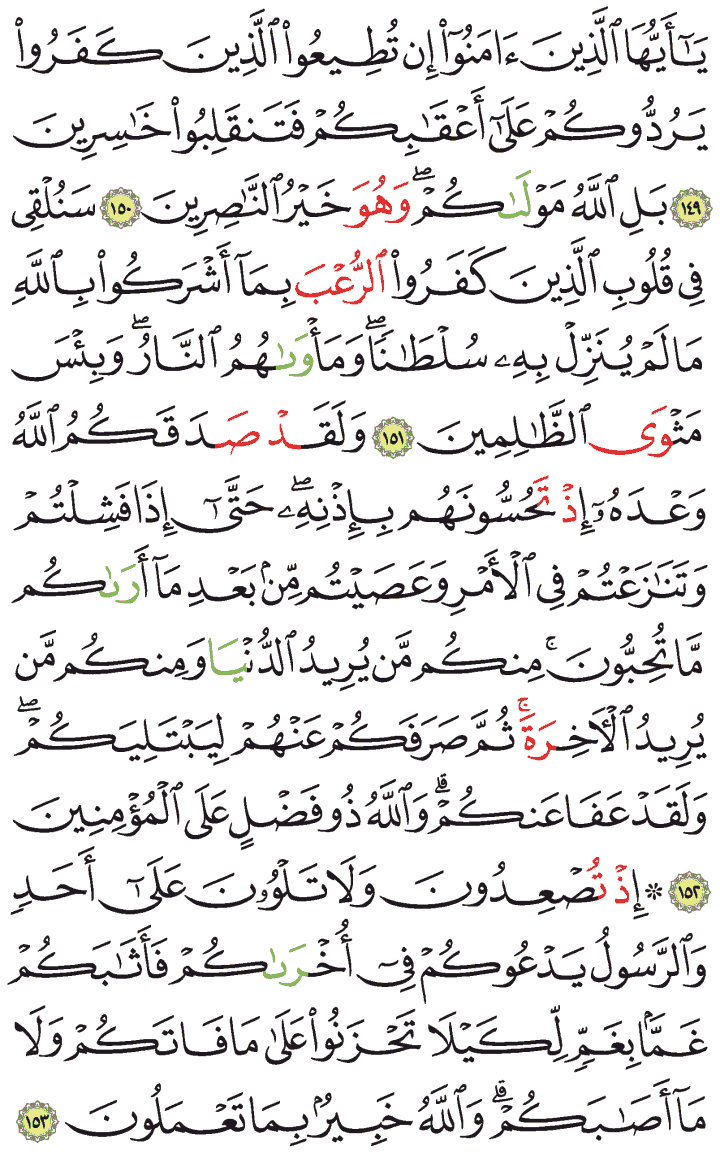 يَـٰٓأَيُّهَا ٱلَّذِينَ ءَامَنُوٓا۟ إِن تُطِيعُوا۟ ٱلَّذِينَ كَفَرُوا۟
يَرُدُّوكُمْ عَلَىٰٓ أَعْقَـٰبِكُمْ فَتَنقَلِبُوا۟ خَـٰسِرِينَ
١٤٩ بَلِ ٱللَّهُ مَوْلَىٰكُمْ ۖ وَهُوَ خَيْرُ ٱلنَّـٰصِرِينَ ١٥٠ سَنُلْقِى
فِى قُلُوبِ ٱلَّذِينَ كَفَرُوا۟ ٱلرُّعْبَ بِمَآ أَشْرَكُوا۟ بِٱللَّهِ
مَا لَمْ يُنَزِّلْ بِهِۦ سُلْطَـٰنًا ۖ وَمَأْوَىٰهُمُ ٱلنَّارُ ۖ وَبِئْسَ
مَثْوَى ٱلظَّـٰلِمِينَ ١٥١ وَلَقَدْ صَدَقَكُمُ ٱللَّهُ
وَعْدَهُۥٓ إِذْ تَحُسُّونَهُم بِإِذْنِهِۦ ۖ حَتَّىٰٓ إِذَا فَشِلْتُمْ
وَتَنَـٰزَعْتُمْ فِى ٱلْأَمْرِ وَعَصَيْتُم مِّنۢ بَعْدِ مَآ أَرَىٰكُم
مَّا تُحِبُّونَ ۚ مِنكُم مَّن يُرِيدُ ٱلدُّنْيَا وَمِنكُم مَّن
يُرِيدُ ٱلْـَٔاخِرَةَ ۚ ثُمَّ صَرَفَكُمْ عَنْهُمْ لِيَبْتَلِيَكُمْ ۖ
وَلَقَدْ عَفَا عَنكُمْ ۗ وَٱللَّهُ ذُو فَضْلٍ عَلَى ٱلْمُؤْمِنِينَ
١٥٢ * إِذْ تُصْعِدُونَ وَلَا تَلْوُۥنَ عَلَىٰٓ أَحَدٍ
وَٱلرَّسُولُ يَدْعُوكُمْ فِىٓ أُخْرَىٰكُمْ فَأَثَـٰبَكُمْ
غَمًّۢا بِغَمٍّ لِّكَيْلَا تَحْزَنُوا۟ عَلَىٰ مَا فَاتَكُمْ وَلَا
مَآ أَصَـٰبَكُمْ ۗ وَٱللَّهُ خَبِيرٌۢ بِمَا تَعْمَلُونَ ١٥٣